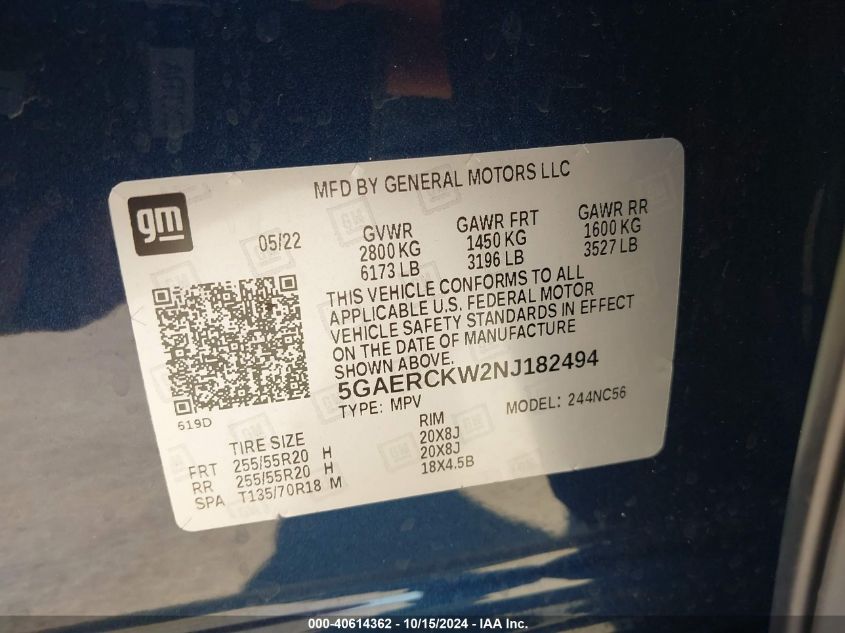 MFD BY GENERAL MOTORS LLC
gm
05/22
GVWR
2800 KG
6173 LB
GAWR FRT
1450 KG
3196 LB
GAWR RR
1600 KG
3527 LB
THIS VEHICLE CONFORMS TO ALL
APPLICABLE U.S. FEDERAL MOTOR
VEHICLE SAFETY STANDARDS IN EFFECT
ON THE DATE OF MANUFACTURE
SHOWN ABOVE.
5GAERCKW2NJ182494
TYPE: MPV MODEL: 244NC56
619D
TIRE SIZE RIM
FRT 255/55R20 H 20X8J
RR 255/55R20 H 20X8J
SPA T135/70R18 M 18X4.5B
000-40614362 - 10/15/2024 - IAA Inc.